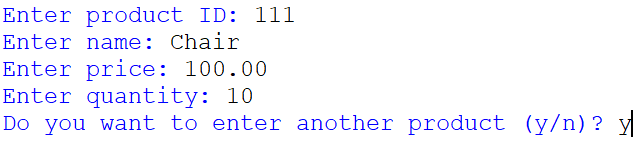 Enter product ID: 111
Enter name: Chair
Enter price: 100.00
Enter quantity: 10
Do you want to enter another product (y/n)? y